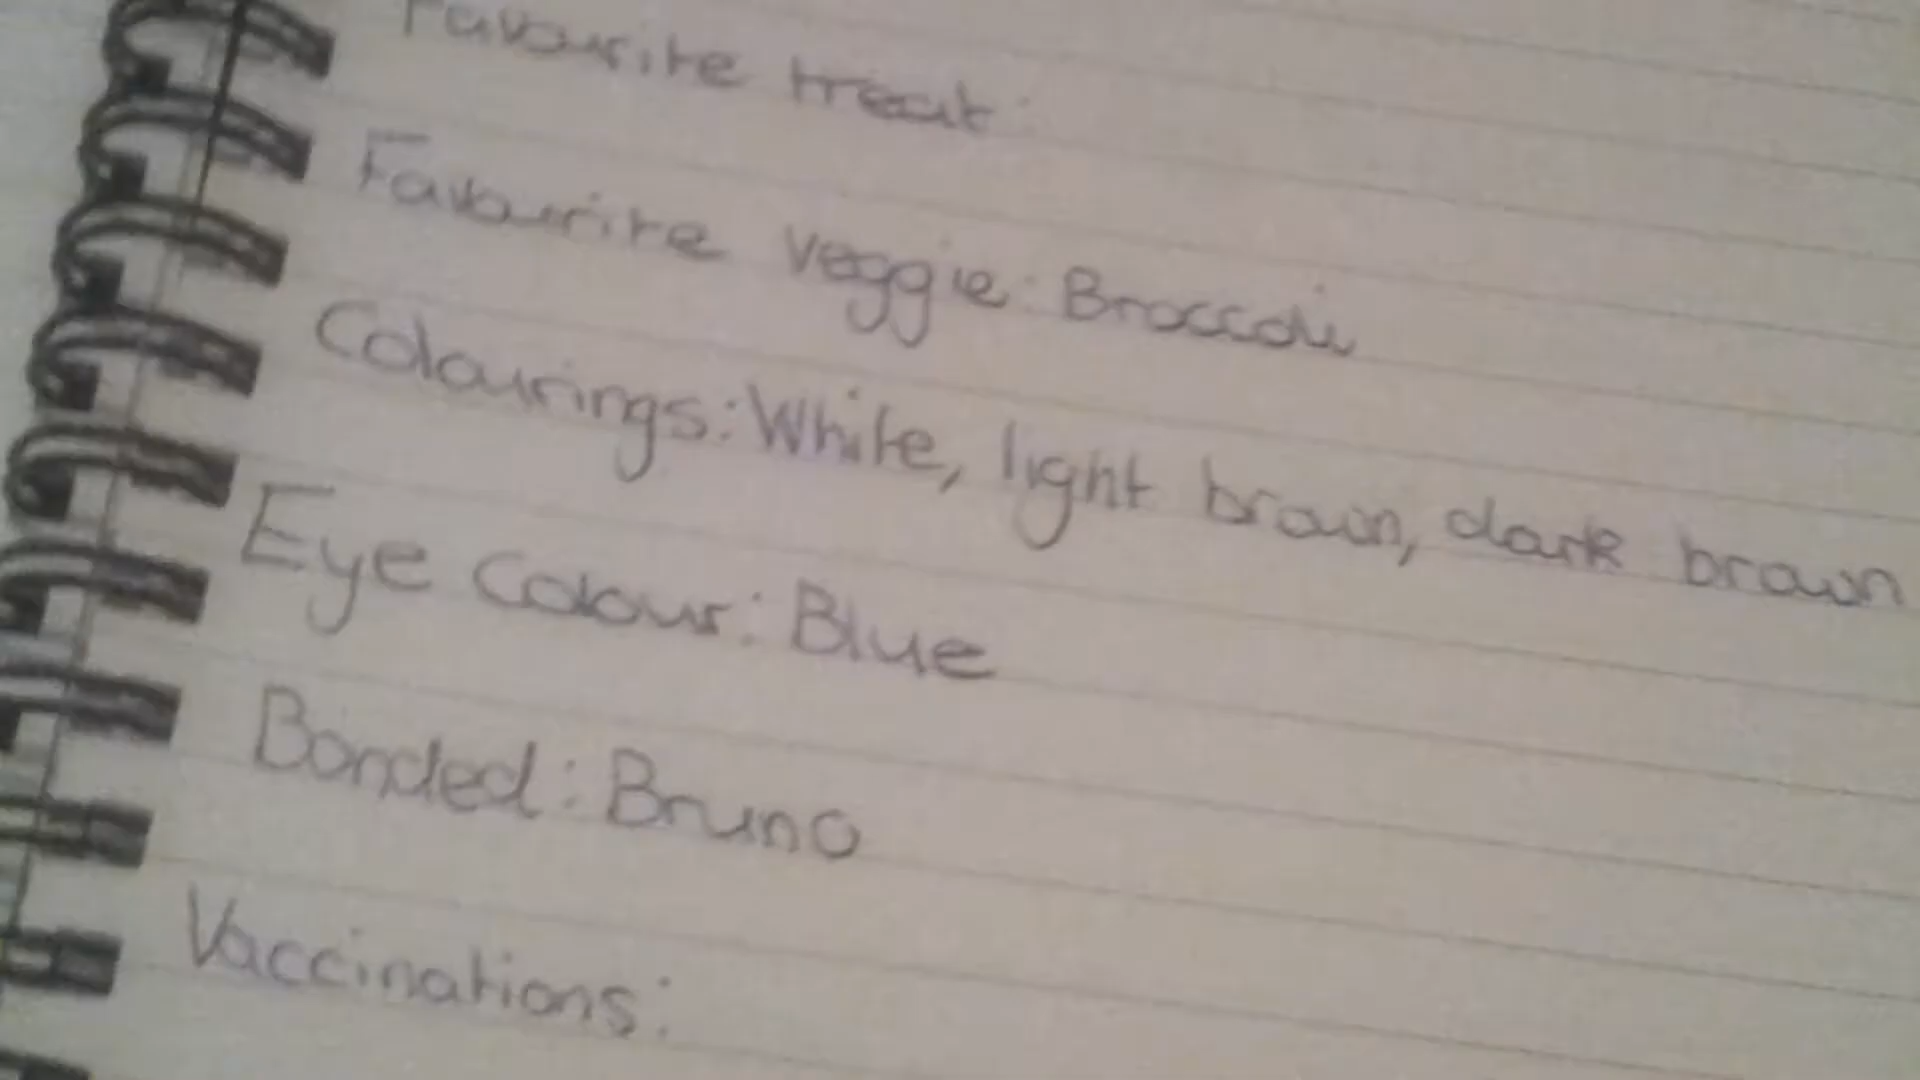 Favourite treat:
Favourite veggie: Broccoli
Colourings: White, light brown, dark brown
Eye Colour: Blue
Bonded: Bruno
Vaccinations: